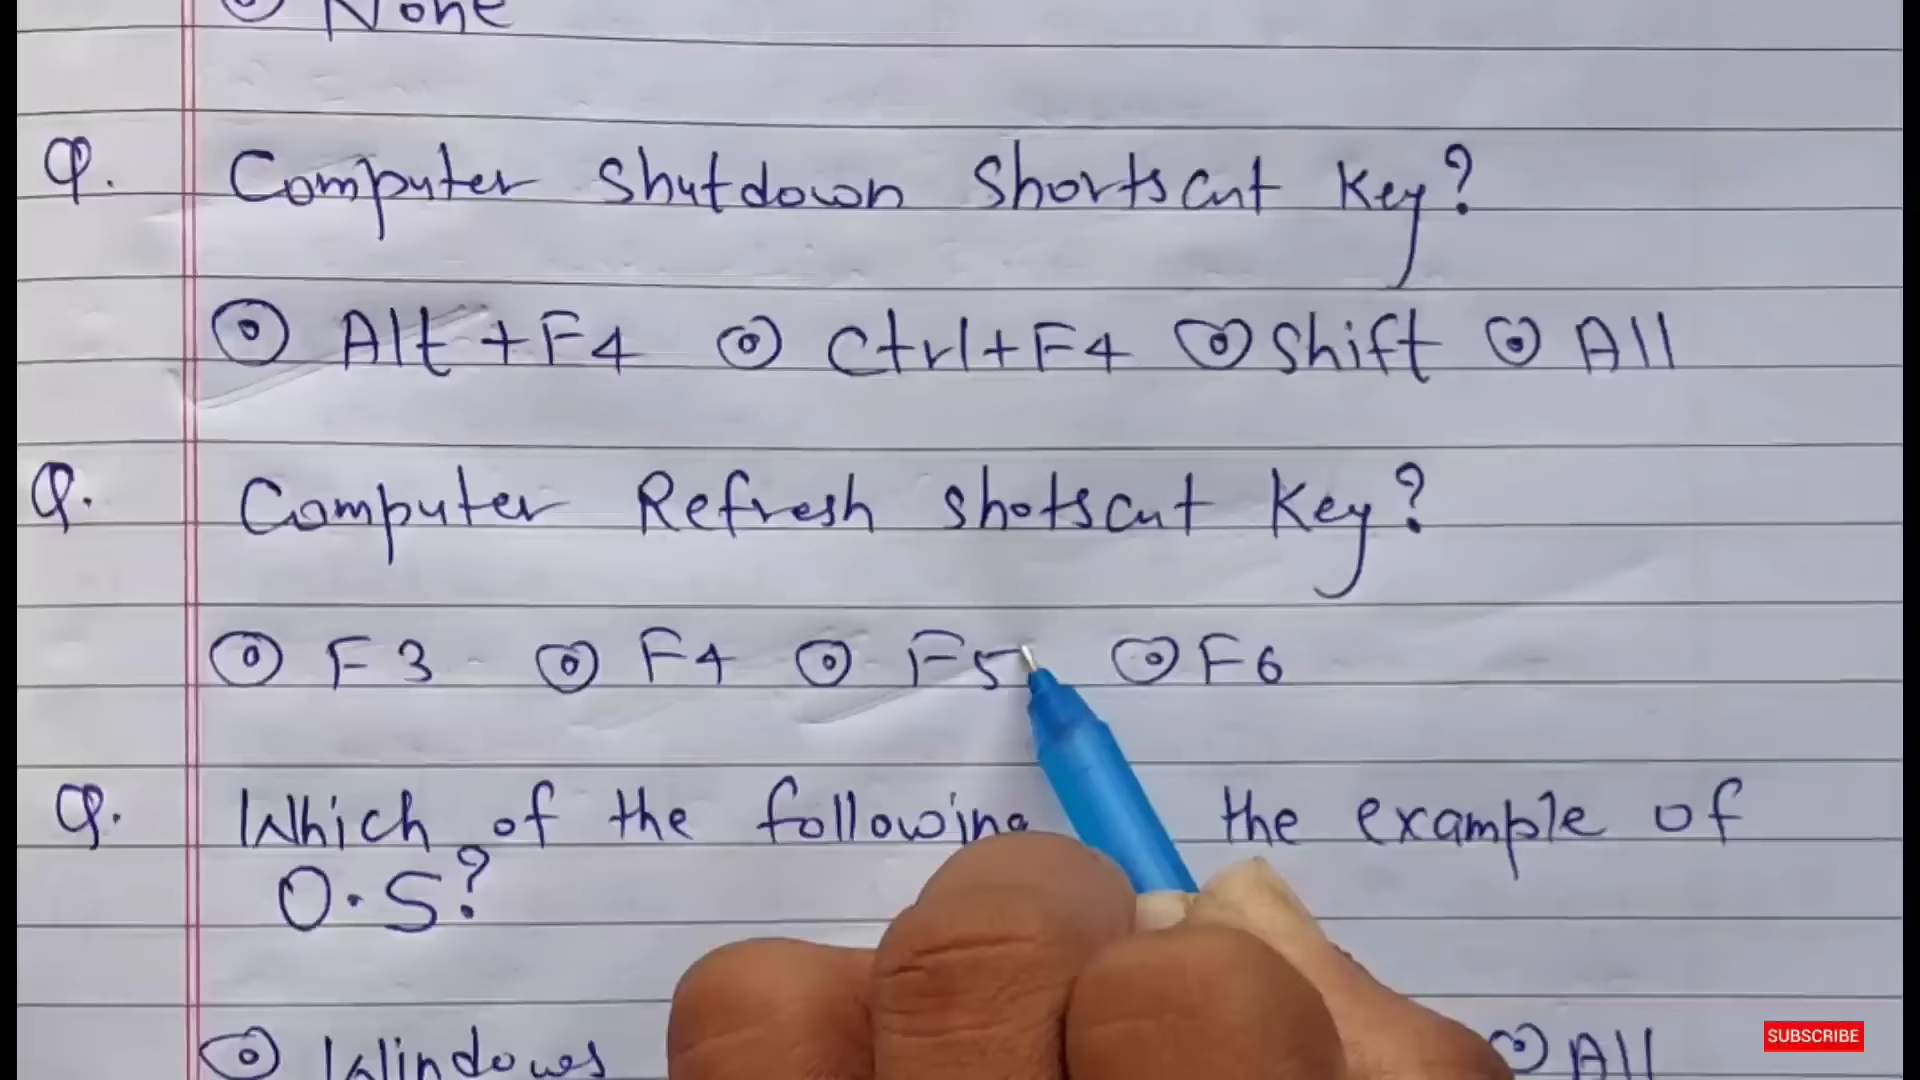 None
Q. Computer Shutdown Shortscut Key?
Alt + F4 Ctrl + F4 Shift All
Q. Computer Refresh Shotscut Key?
F3 F4 F5 F6
Q. Which of the following the example of
O.S?
Windows All
SUBSCRIBE